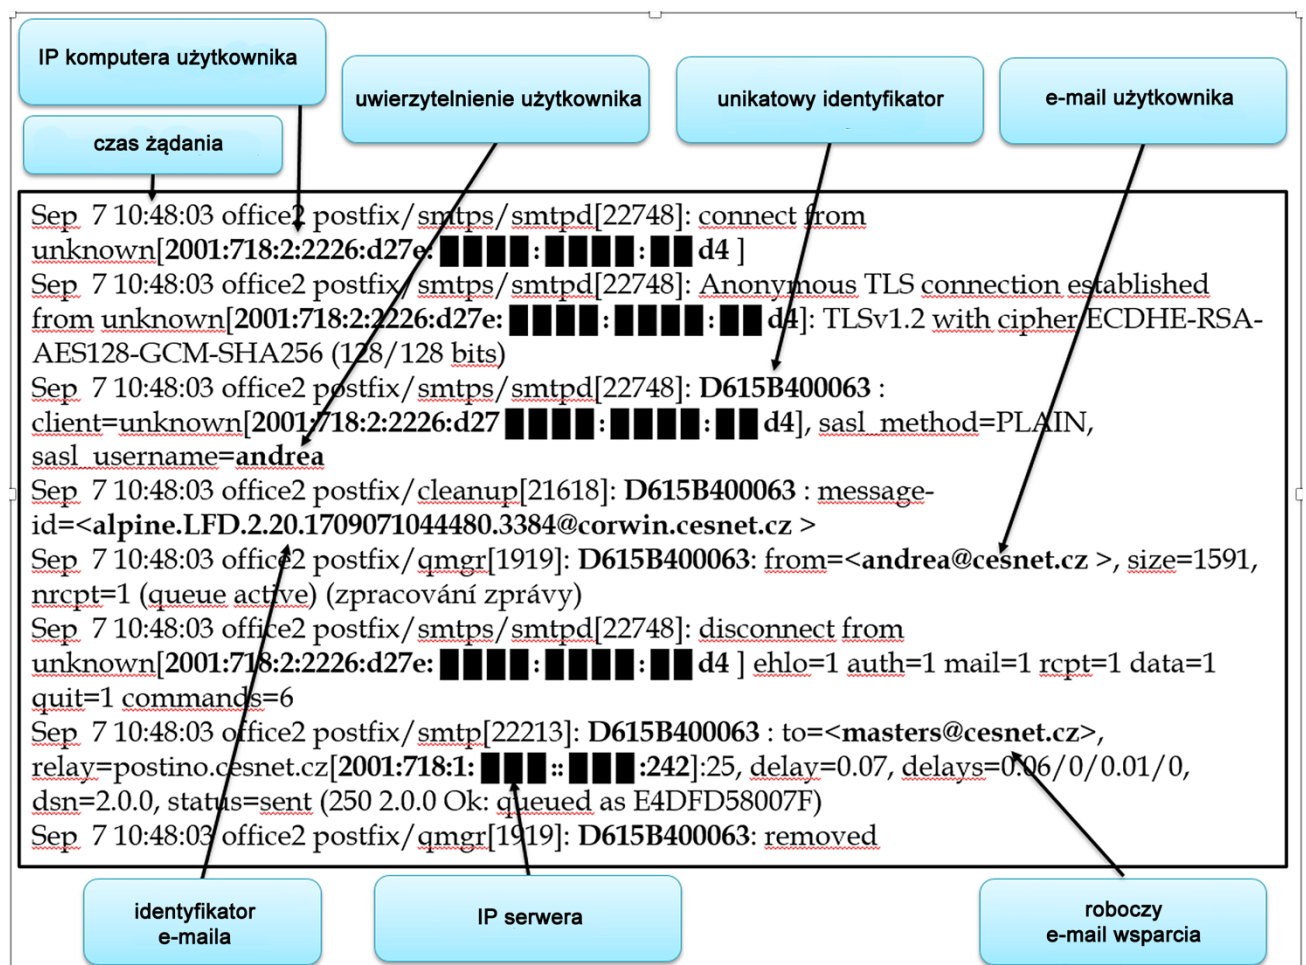 IP komputera użytkownika
uwierzytelnienie użytkownika
unikatowy identyfikator
e-mail użytkownika
czas żądania
Sep 7 10:48:03 office2 postfix/smtps/smtpd[22748]: connect from
unknown[2001:718:2:2226:d27e:████:████:██d4 ]
Sep 7 10:48:03 office2 postfix/smtps/smtpd[22748]: Anonymous TLS connection established
from unknown[2001:718:2:2226:d27e:████:████:██d4]: TLSv1.2 with cipher ECDHE-RSA-
AES128-GCM-SHA256 (128/128 bits)
Sep 7 10:48:03 office2 postfix/smtps/smtpd[22748]: D615B400063 :
client=unknown[2001:718:2:2226:d27████:████:██d4], sasl_method=PLAIN,
sasl_username=andrea
Sep 7 10:48:03 office2 postfix/cleanup[21618]: D615B400063 : message-
id=<alpine.LFD.2.20.1709071044480.3384@corwin.cesnet.cz >
Sep 7 10:48:03 office2 postfix/qmgr[1919]: D615B400063: from=<andrea@cesnet.cz >, size=1591,
nrcpt=1 (queue active) (zpracování zprávy)
Sep 7 10:48:03 office2 postfix/smtps/smtpd[22748]: disconnect from
unknown[2001:718:2:2226:d27e:████:████:██d4 ] ehlo=1 auth=1 mail=1 rcpt=1 data=1
quit=1 commands=6
Sep 7 10:48:03 office2 postfix/smtp[22213]: D615B400063 : to=<masters@cesnet.cz>,
relay=postino.cesnet.cz[2001:718:1:███::███:242]:25, delay=0.07, delays=0.06/0/0.01/0,
dsn=2.0.0, status=sent (250 2.0.0 Ok: queued as E4DFD58007F)
Sep 7 10:48:03 office2 postfix/qmgr[1919]: D615B400063: removed
identyfikator
e-maila
IP serwera
roboczy
e-mail wsparcia